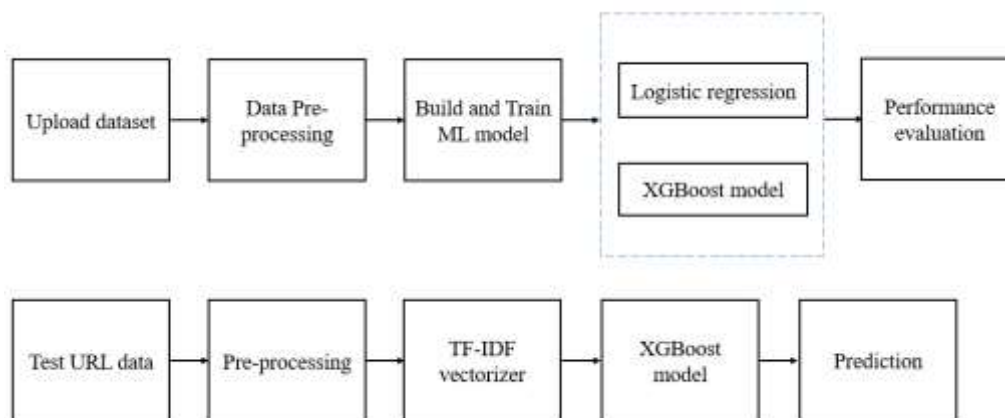 Upload dataset
Data Pre-
processing
Build and Train
ML model
Logistic regression
XGBoost model
Performance
evaluation
Test URL data
Pre-processing
TF-IDF
vectorizer
XGBoost
model
Prediction